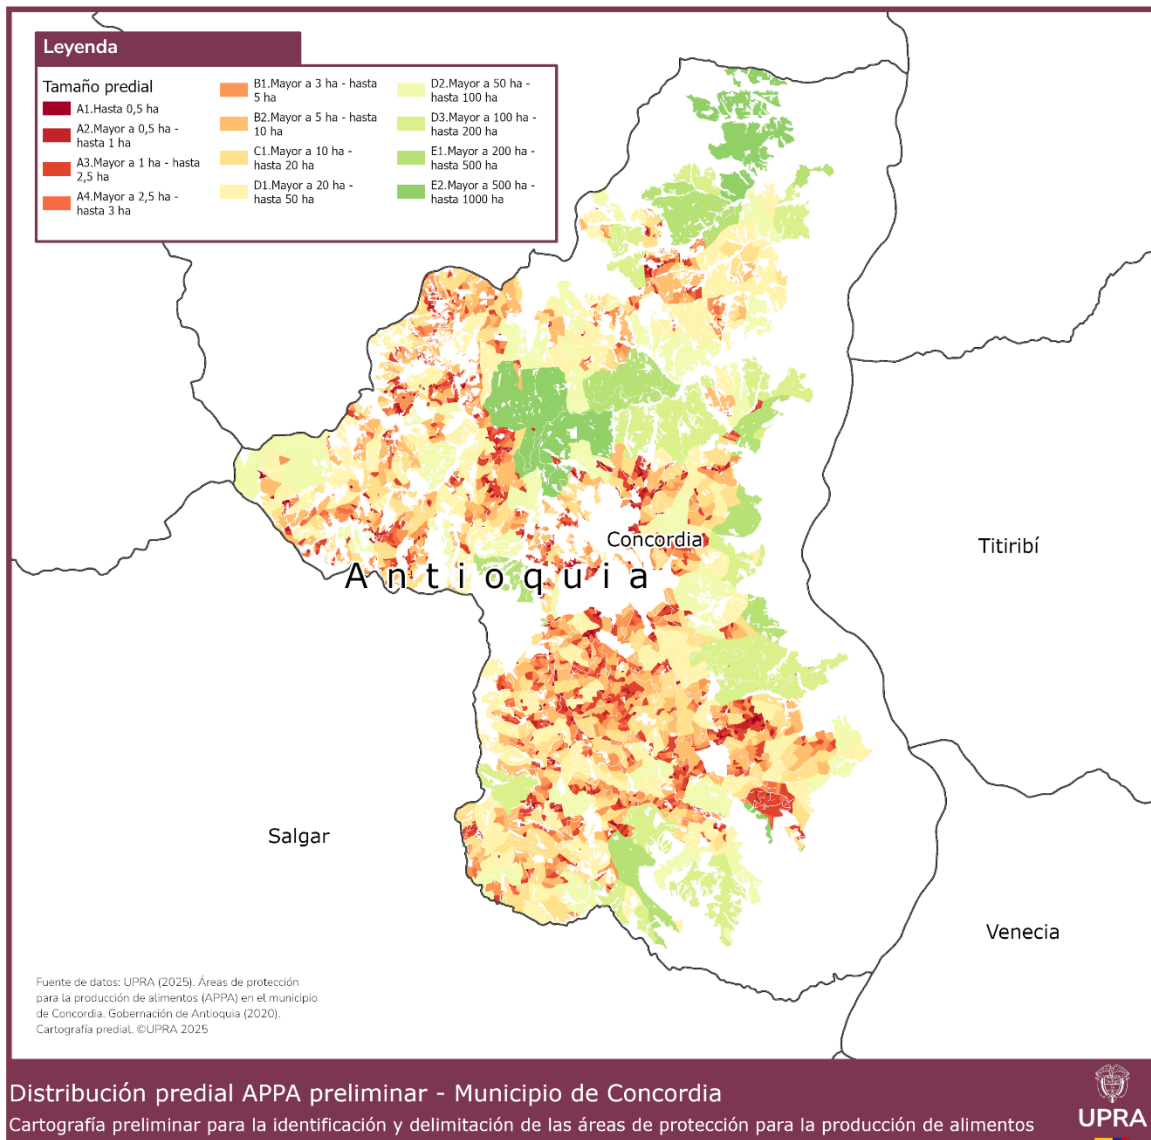 Leyenda
Tamaño predial
A1.Hasta 0,5 ha
A2.Mayor a 0,5 ha -
hasta 1 ha
A3.Mayor a 1 ha - hasta
2,5 ha
A4.Mayor a 2,5 ha -
hasta 3 ha
B1.Mayor a 3 ha - hasta
5 ha
B2.Mayor a 5 ha - hasta
10 ha
C1.Mayor a 10 ha -
hasta 20 ha
D1.Mayor a 20 ha -
hasta 50 ha
D2.Mayor a 50 ha -
hasta 100 ha
D3.Mayor a 100 ha -
hasta 200 ha
E1.Mayor a 200 ha -
hasta 500 ha
E2.Mayor a 500 ha -
hasta 1000 ha
Concordia
Titiribí
Antioquia
Salgar
Venecia
Fuente de datos: UPRA (2025). Áreas de protección
para la producción de alimentos (APPA) en el municipio
de Concordia. Gobernación de Antioquia (2020).
Cartografía predial. ©UPRA 2025
Distribución predial APPA preliminar - Municipio de Concordia
Cartografía preliminar para la identificación y delimitación de las áreas de protección para la producción de alimentos
UPRA